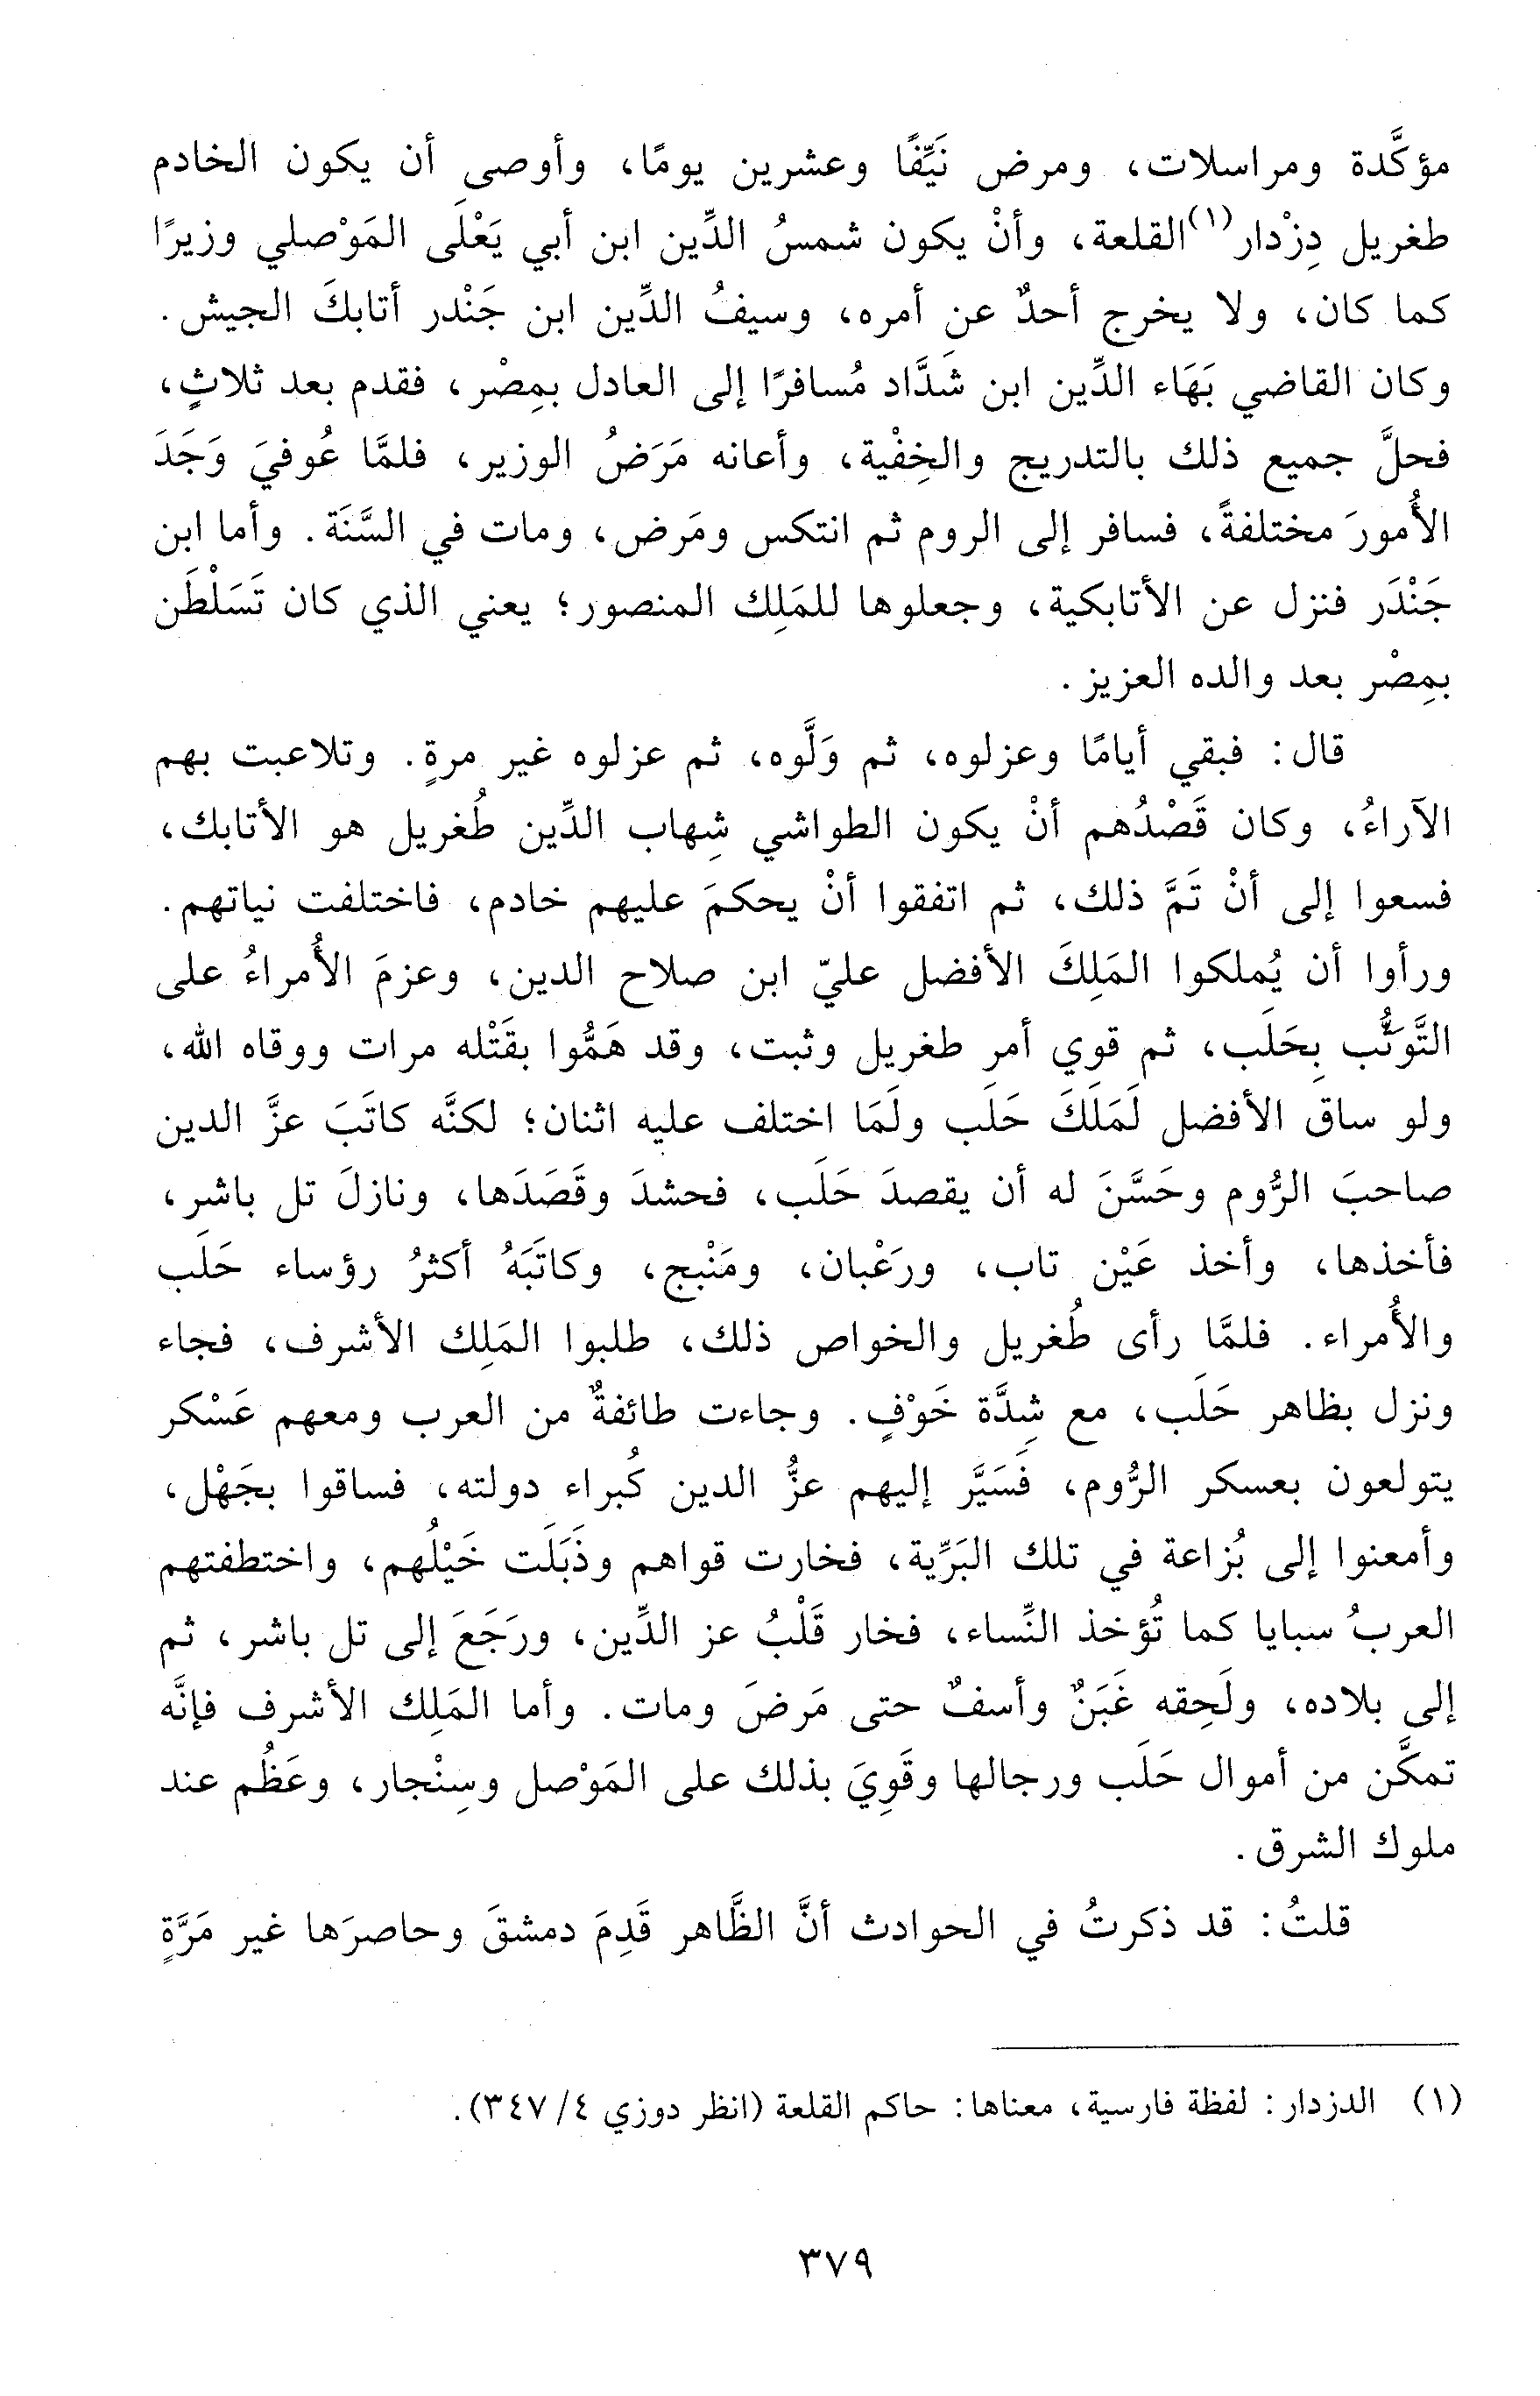 مؤكَّدة ومراسلات، ومرض نَيِّفًا وعشرين يومًا، وأوصى أن يكون الخادم
طغريل دِزْدار(١) القلعة، وأنْ يكون شمسُ الدِّين ابن أبي يَعْلَى المَوْصلي وزيرًا
كما كان، ولا يخرج أحدٌ عن أمره، وسيفُ الدِّين ابن جَنْدر أتابكَ الجيش.
وكان القاضي بَهَاء الدِّين ابن شَدَّاد مُسافرًا إلى العادل بمِصْر، فقدم بعد ثلاثٍ،
فحلَّ جميع ذلك بالتدريج والخِفْية، وأعانه مَرَضُ الوزير، فلمَّا عُوفيَ وَجَدَ
الأُمورَ مختلفةً، فسافر إلى الروم ثم انتكس ومَرض، ومات في السَّنَة. وأما ابن
جَنْدَر فنزل عن الأتابكية، وجعلوها للمَلِك المنصور؛ يعني الذي كان تَسَلْطَن
بمِصْر بعد والده العزيز.
قال: فبقي أيامًا وعزلوه، ثم وَلَّوه، ثم عزلوه غير مرةٍ. وتلاعبت بهم
الآراءُ، وكان قَصْدُهم أنْ يكون الطواشي شِهاب الدِّين طُغريل هو الأتابك،
فسعوا إلى أنْ تَمَّ ذلك، ثم اتفقوا أنْ يحكمَ عليهم خادم، فاختلفت نياتهم.
ورأوا أن يُملكوا المَلِكَ الأفضل عليّ ابن صلاح الدين، وعزمَ الأُمراءُ على
التَّوَثُّب بِحَلَب، ثم قوي أمر طغريل وثبت، وقد هَمُّوا بقَتْله مرات ووقاه الله،
ولو ساق الأفضل لَمَلَكَ حَلَب ولَمَا اختلف عليه اثنان؛ لكنَّه كاتَبَ عزَّ الدين
صاحبَ الرُّوم وحَسَّنَ له أن يقصدَ حَلَب، فحشدَ وقَصَدَها، ونازلَ تل باشر،
فأخذها، وأخذ عَيْن تاب، ورَعْبان، ومَنْبج، وكاتَبَهُ أكثرُ رؤساء حَلَب
والأُمراء. فلمَّا رأى طُغريل والخواص ذلك، طلبوا المَلِك الأشرف، فجاء
ونزل بظاهر حَلَب، مع شِدَّة خَوْفٍ. وجاءت طائفةٌ من العرب ومعهم عَسْكر
يتولعون بعسكر الرُّوم، فَسَيَّر إليهم عزُّ الدين كُبراء دولته، فساقوا بجَهْل،
وأمعنوا إلى بُزاعة في تلك البَرِّية، فخارت قواهم وذَبَلَت خَيْلُهم، واختطفتهم
العربُ سبايا كما تُؤخذ النِّساء، فخار قَلْبُ عز الدِّين، ورَجَعَ إلى تل باشر، ثم
إلى بلاده، ولَحِقه غَبَنٌ وأسفٌ حتى مَرضَ ومات. وأما المَلِك الأشرف فإنَّه
تمكَّن من أموال حَلَب ورجالها وقَوِيَ بذلك على المَوْصل وسِنْجار، وعَظُم عند
ملوك الشرق.
قلتُ: قد ذكرتُ في الحوادث أنَّ الظَّاهر قَدِمَ دمشقَ وحاصرَها غير مَرَّةٍ
(١) الدزدار: لفظة فارسية، معناها: حاكم القلعة (انظر دوزي ٤/ ٣٤٧).
٣٧٩